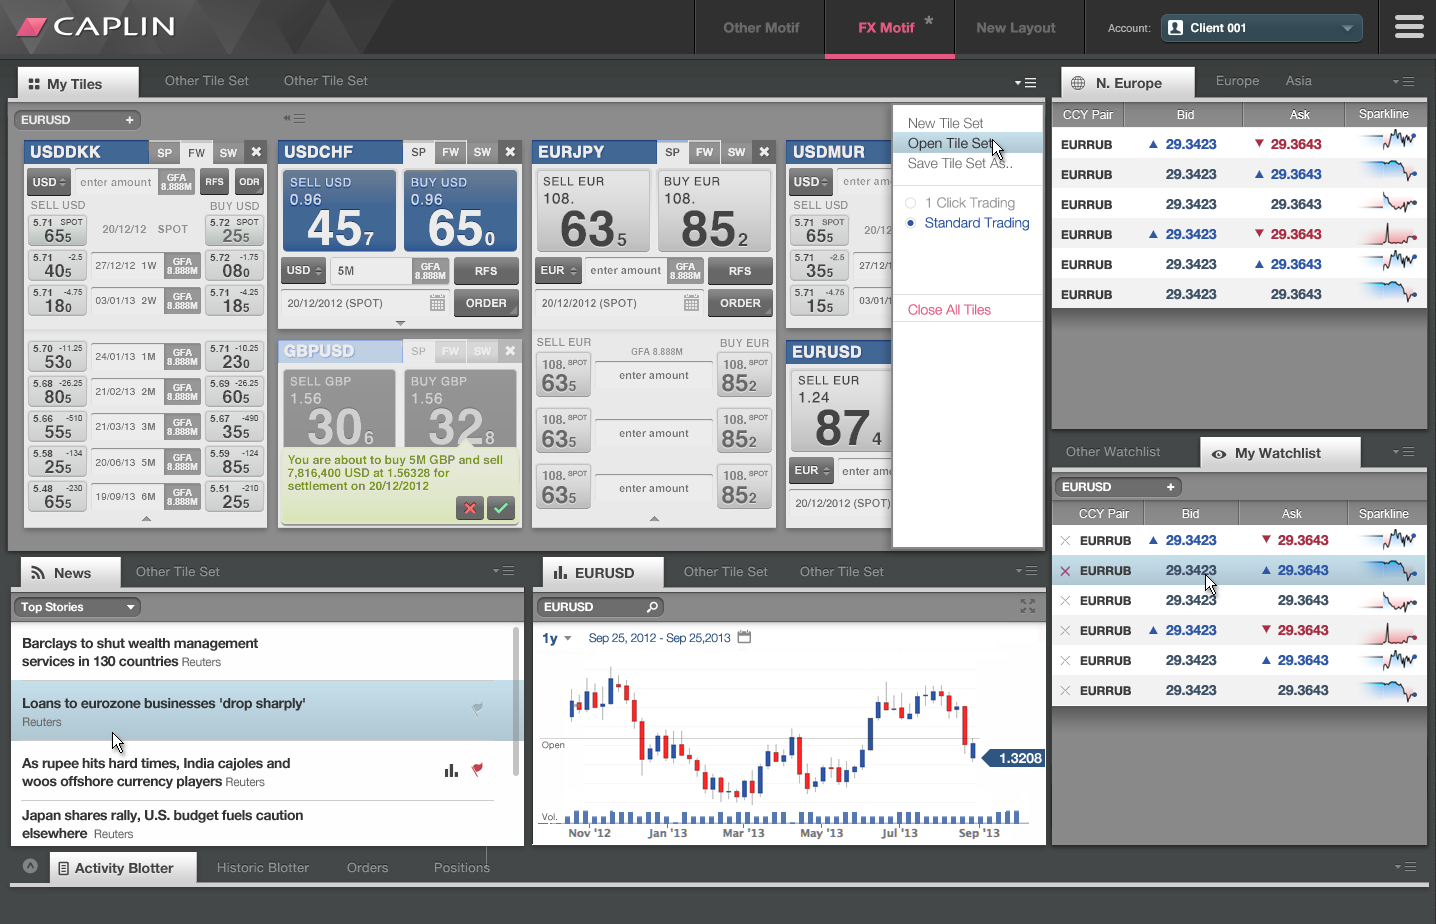 CAPLIN
Other Motif
FX Motif *
New Layout
Account:
Client 001
My Tiles
Other Tile Set
Other Tile Set
EURUSD +
USDDKK SP FW SW
USD enter amount GFA 8.888M RFS ODR
SELL USD BUY USD
5.71 SPOT 655 20/12/12 SPOT 5.72 SPOT 255
5.71 -2.5 405 27/12/12 1W GFA 8.888M 5.72 -1.75 080
5.71 -4.75 180 03/01/13 2W GFA 8.888M 5.71 -4.25 185
5.70 -11.25 530 24/01/13 1M GFA 8.888M 5.71 -10.25 230
5.68 -26.25 805 21/02/13 2M GFA 8.888M 5.69 -26.25 605
5.66 -510 555 21/03/13 3M GFA 8.888M 5.67 -490 355
5.58 -134 255 20/06/13 5M GFA 8.888M 5.59 -124 855
5.48 -230 655 19/09/13 6M GFA 8.888M 5.51 -210 255
USDCHF SP FW SW
SELL USD BUY USD
0.96 0.96
457 650
USD 5M GFA 8.888M RFS
20/12/2012 (SPOT) ORDER
GBPUSD SP FW SW
SELL GBP BUY GBP
1.56 1.56
306 328
You are about to buy 5M GBP and sell
7,816,400 USD at 1.56328 for
settlement on 20/12/2012
EURJPY SP FW SW
SELL EUR BUY EUR
108. 108.
635 852
EUR enter amount GFA 8.888M RFS
20/12/2012 (SPOT) ORDER
SELL EUR GFA 8.888M BUY EUR
108. SPOT 635 enter amount 108. SPOT 852
108. SPOT 635 enter amount 108. SPOT 852
108. SPOT 635 enter amount 108. SPOT 852
USDMUR
USD enter am
SELL USD
5.71 SPOT 655 20/12
5.71 -2.5 355 27/12/1
5.71 -4.75 155 03/01/1
EURUSD
SELL EUR
1.24
874
EUR enter am
20/12/2012 (SPOT)
New Tile Set
Open Tile Set
Save Tile Set As..
1 Click Trading
Standard Trading
Close All Tiles
N. Europe
Europe
Asia
CCY Pair Bid Ask Sparkline
EURRUB 29.3423 29.3643
EURRUB 29.3423 29.3643
EURRUB 29.3423 29.3643
EURRUB 29.3423 29.3643
EURRUB 29.3423 29.3643
EURRUB 29.3423 29.3643
Other Watchlist
My Watchlist
EURUSD +
CCY Pair Bid Ask Sparkline
EURRUB 29.3423 29.3643
EURRUB 29.3423 29.3643
EURRUB 29.3423 29.3643
EURRUB 29.3423 29.3643
EURRUB 29.3423 29.3643
EURRUB 29.3423 29.3643
News
Other Tile Set
Top Stories
Barclays to shut wealth management
services in 130 countries Reuters
Loans to eurozone businesses 'drop sharply'
Reuters
As rupee hits hard times, India cajoles and
woos offshore currency players Reuters
Japan shares rally, U.S. budget fuels caution
elsewhere Reuters
EURUSD
Other Tile Set
Other Tile Set
EURUSD
1y Sep 25, 2012 - Sep 25,2013
Open
1.3208
Vol.
Nov '12 Jan '13 Mar '13 May '13 Jul '13 Sep '13
Activity Blotter
Historic Blotter
Orders
Positions